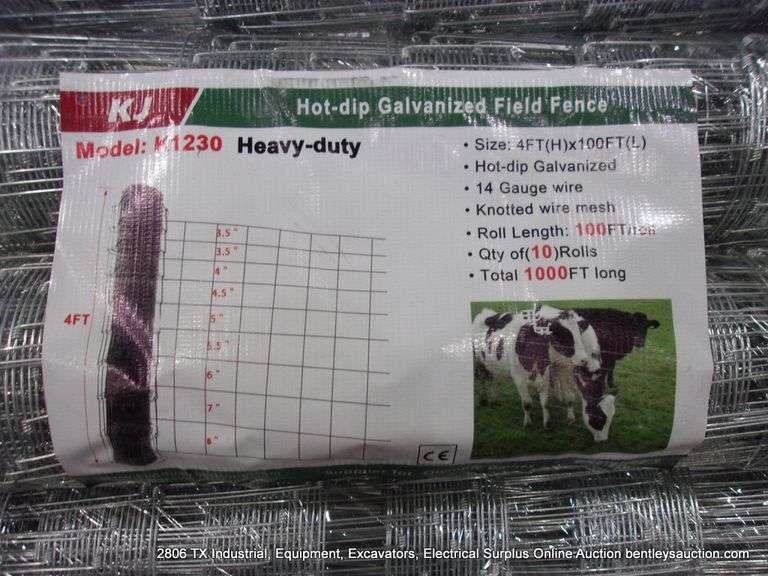 KJ
Hot-dip Galvanized Field Fence
Model: K1230 Heavy-duty
• Size: 4FT(H)x100FT(L)
• Hot-dip Galvanized
• 14 Gauge wire
• Knotted wire mesh
• Roll Length: 100FT/roll
• Qty of(10)Rolls
• Total 1000FT long
3.5"
3.5"
4"
4.5"
5"
5.5"
6"
7"
8"
4FT
CE
2806 TX Industrial, Equipment, Excavators, Electrical Surplus Online Auction bentleysauction.com